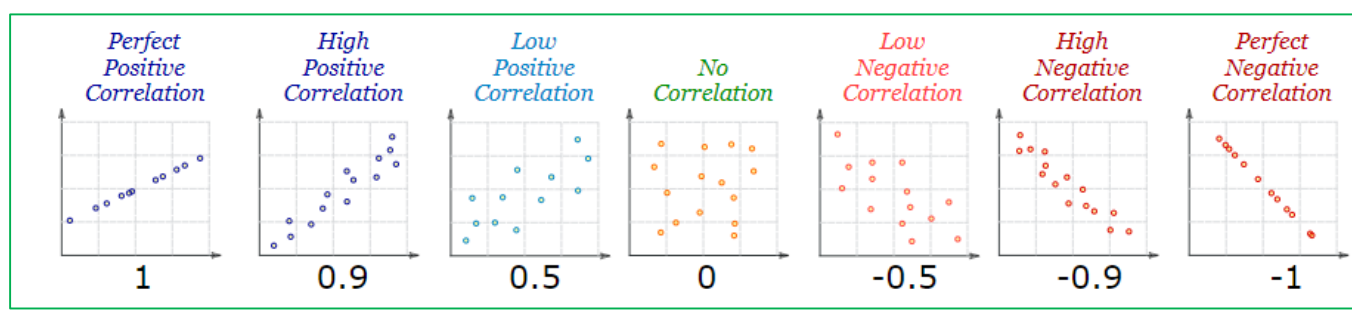 Perfect
Positive
Correlation
High
Positive
Correlation
Low
Positive
Correlation
No
Correlation
Low
Negative
Correlation
High
Negative
Correlation
Perfect
Negative
Correlation
1
0.9
0.5
0
-0.5
-0.9
-1